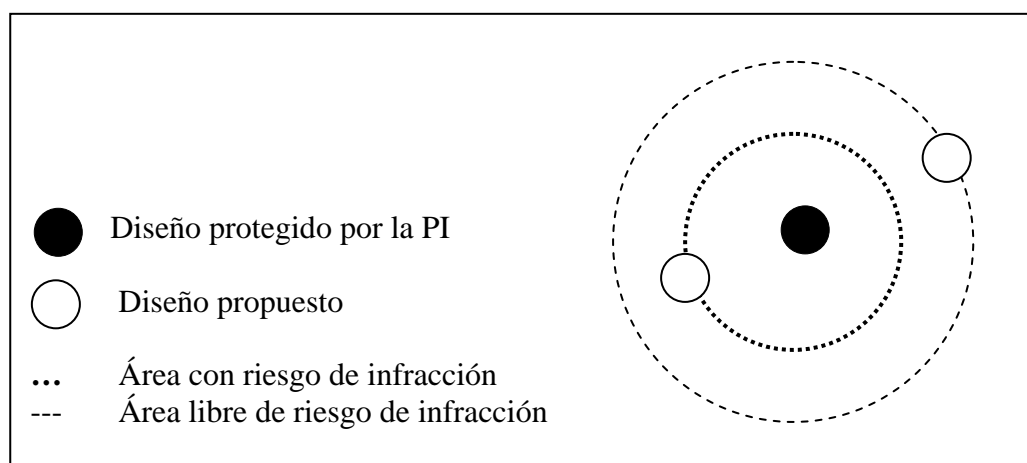 Diseño protegido por la PI
Diseño propuesto
... Área con riesgo de infracción
--- Área libre de riesgo de infracción